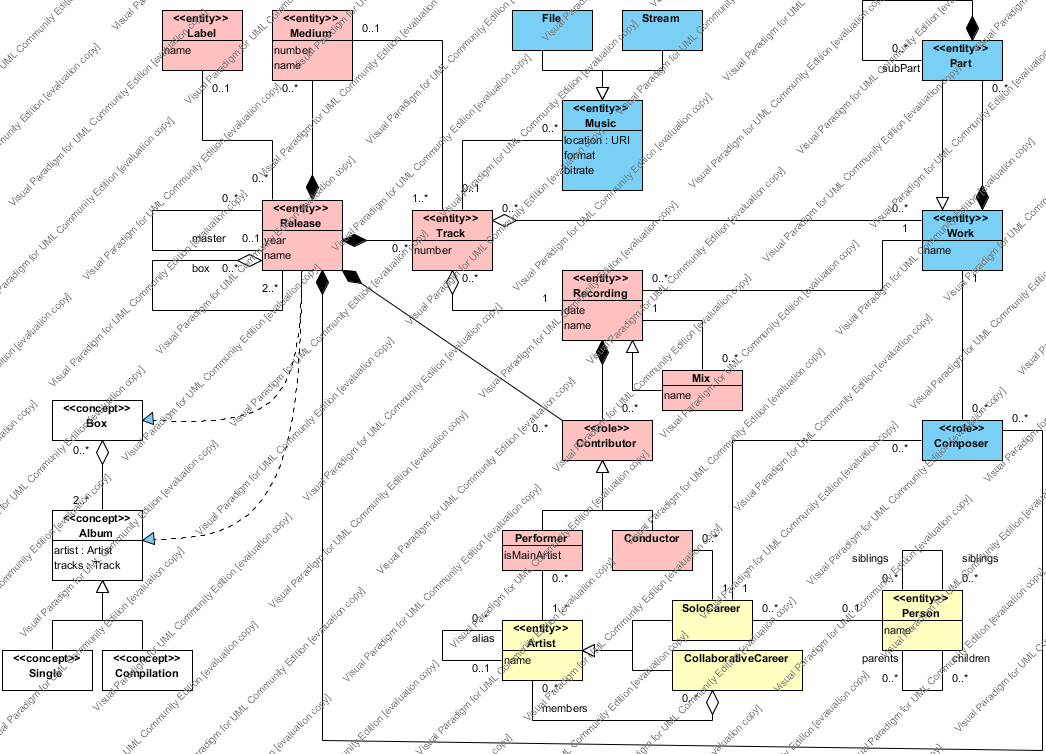 <<entity>>
Label
name
<<entity>>
Medium
number
name
File
Stream
<<entity>>
Part
0..1
0..*
subPart
0..1
0..*
0..*
<<entity>>
Music
location : URI
format
bitrate
0..*
0..*
0..*
0..1
1..*
0..*
0..*
<<entity>>
Release
year
name
<<entity>>
Track
number
<<entity>>
Work
name
1
master
0..1
0..*
box
0..*
2..*
0..*
<<entity>>
Recording
date
name
0..*
1
1
1
0..*
Mix
name
<<concept>>
Box
0..*
0..*
0..*
<<role>>
Contributor
0..*
0..*
<<role>>
Composer
0..*
0..*
2..*
<<concept>>
Album
artist : Artist
tracks : Track
Performer
isMainArtist
Conductor
0..*
siblings
siblings
0..*
0..*
0..*
1
1
SoloCareer
0..*
0..1
<<entity>>
Person
name
alias
0..1
<<entity>>
Artist
name
CollaborativeCareer
parents
children
0..*
0..*
<<concept>>
Single
<<concept>>
Compilation
0..*
members
Visual Paradigm for UML Community Edition [evaluation copy]